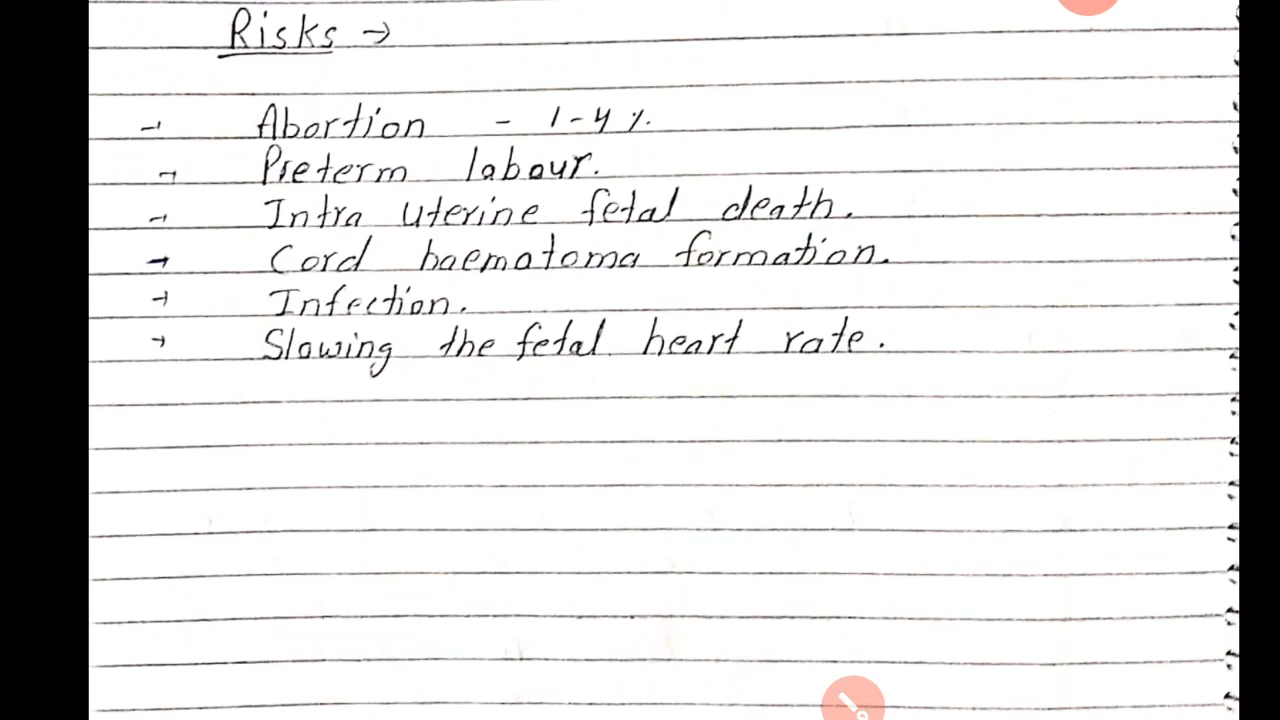 Risks →
→ Abortion - 1-4 %.
→ Preterm labour.
→ Intra uterine fetal death.
→ Cord haematoma formation.
→ Infection.
→ Slowing the fetal heart rate.